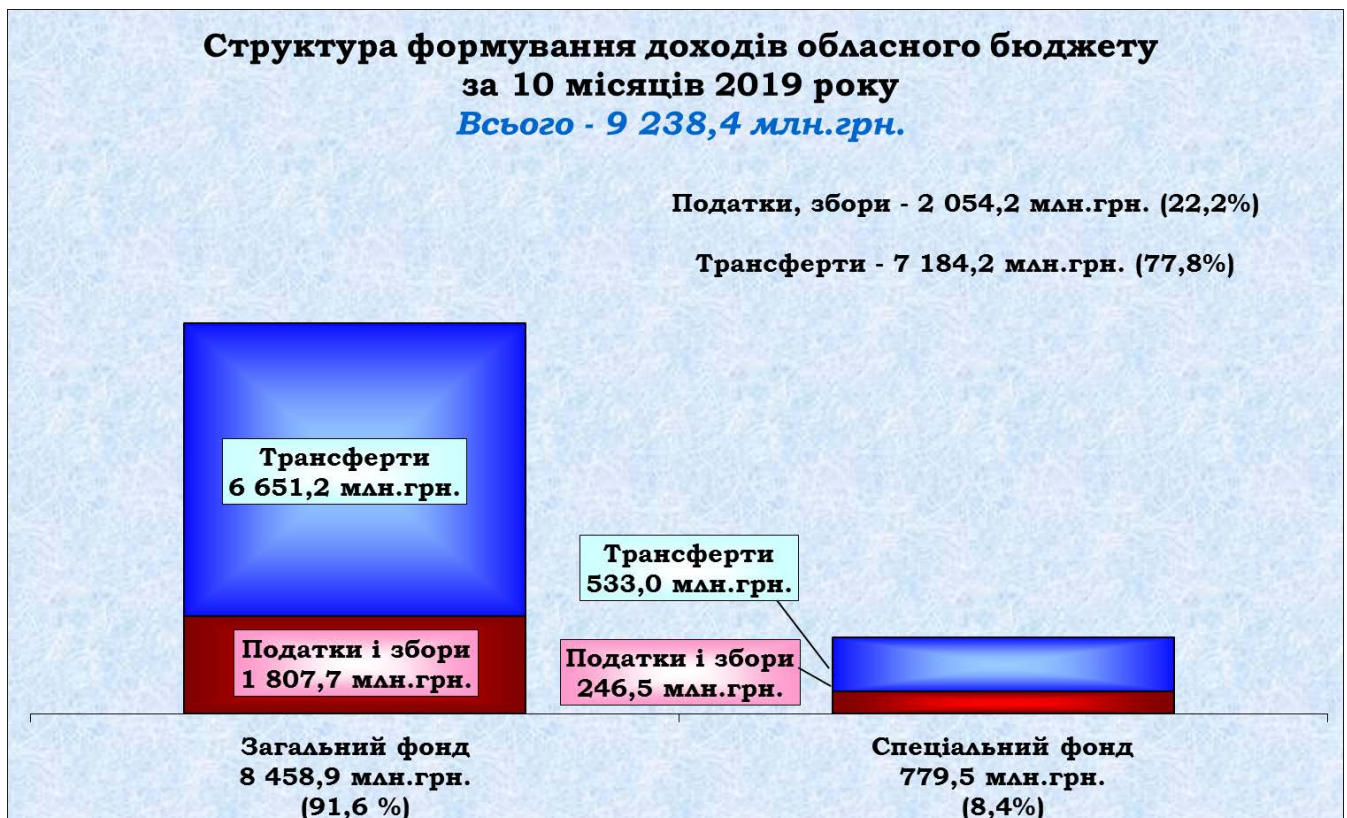 Структура формування доходів обласного бюджету
за 10 місяців 2019 року
Всього - 9 238,4 млн.грн.
Податки, збори - 2 054,2 млн.грн. (22,2%)
Трансферти - 7 184,2 млн.грн. (77,8%)
Трансферти
6 651,2 млн.грн.
Податки і збори
1 807,7 млн.грн.
Трансферти
533,0 млн.грн.
Податки і збори
246,5 млн.грн.
Загальний фонд
8 458,9 млн.грн.
(91,6 %)
Спеціальний фонд
779,5 млн.грн.
(8,4%)